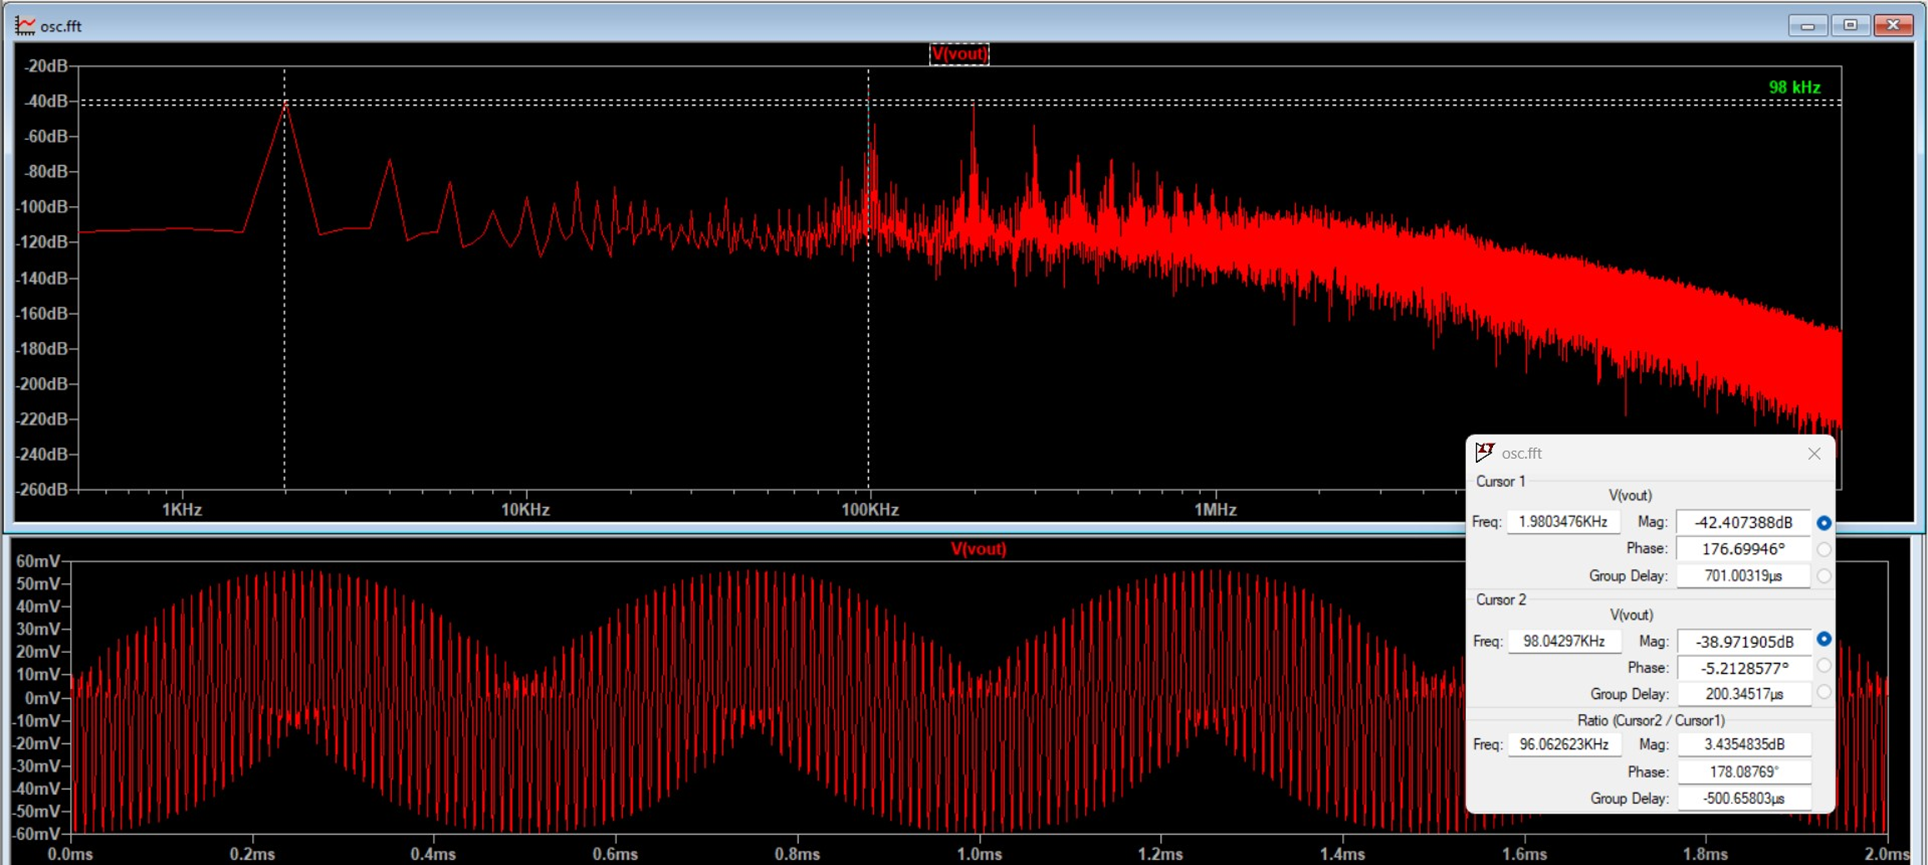 osc.fft
V(vout)
98 kHz
-20dB
-40dB
-60dB
-80dB
-100dB
-120dB
-140dB
-160dB
-180dB
-200dB
-220dB
-240dB
-260dB
1KHz 10KHz 100KHz 1MHz
osc.fft
Cursor 1
V(vout)
Freq: 1.9803476KHz Mag: -42.407388dB
Phase: 176.69946°
Group Delay: 701.00319µs
Cursor 2
V(vout)
Freq: 98.04297KHz Mag: -38.971905dB
Phase: -5.2128577°
Group Delay: 200.34517µs
Ratio (Cursor2 / Cursor1)
Freq: 96.062623KHz Mag: 3.4354835dB
Phase: 178.08769°
Group Delay: -500.65803µs
V(vout)
60mV
50mV
40mV
30mV
20mV
10mV
0mV
-10mV
-20mV
-30mV
-40mV
-50mV
-60mV
0.0ms 0.2ms 0.4ms 0.6ms 0.8ms 1.0ms 1.2ms 1.4ms 1.6ms 1.8ms 2.0ms